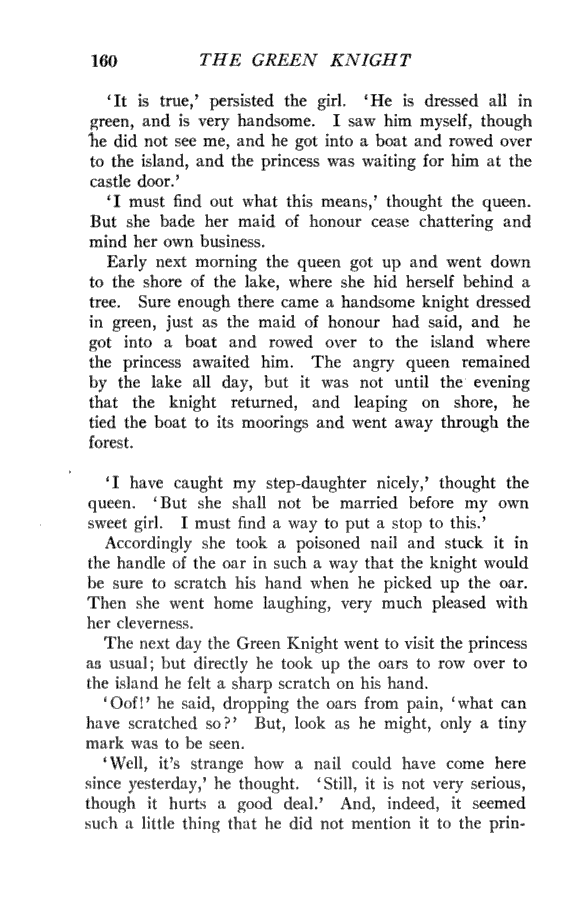 160 THE GREEN KNIGHT
'It is true,' persisted the girl. 'He is dressed all in
green, and is very handsome. I saw him myself, though
he did not see me, and he got into a boat and rowed over
to the island, and the princess was waiting for him at the
castle door.'
'I must find out what this means,' thought the queen.
But she bade her maid of honour cease chattering and
mind her own business.
Early next morning the queen got up and went down
to the shore of the lake, where she hid herself behind a
tree. Sure enough there came a handsome knight dressed
in green, just as the maid of honour had said, and he
got into a boat and rowed over to the island where
the princess awaited him. The angry queen remained
by the lake all day, but it was not until the evening
that the knight returned, and leaping on shore, he
tied the boat to its moorings and went away through the
forest.
'I have caught my step-daughter nicely,' thought the
queen. 'But she shall not be married before my own
sweet girl. I must find a way to put a stop to this.'
Accordingly she took a poisoned nail and stuck it in
the handle of the oar in such a way that the knight would
be sure to scratch his hand when he picked up the oar.
Then she went home laughing, very much pleased with
her cleverness.
The next day the Green Knight went to visit the princess
as usual; but directly he took up the oars to row over to
the island he felt a sharp scratch on his hand.
'Oof!' he said, dropping the oars from pain, 'what can
have scratched so?' But, look as he might, only a tiny
mark was to be seen.
'Well, it's strange how a nail could have come here
since yesterday,' he thought. 'Still, it is not very serious,
though it hurts a good deal.' And, indeed, it seemed
such a little thing that he did not mention it to the prin-